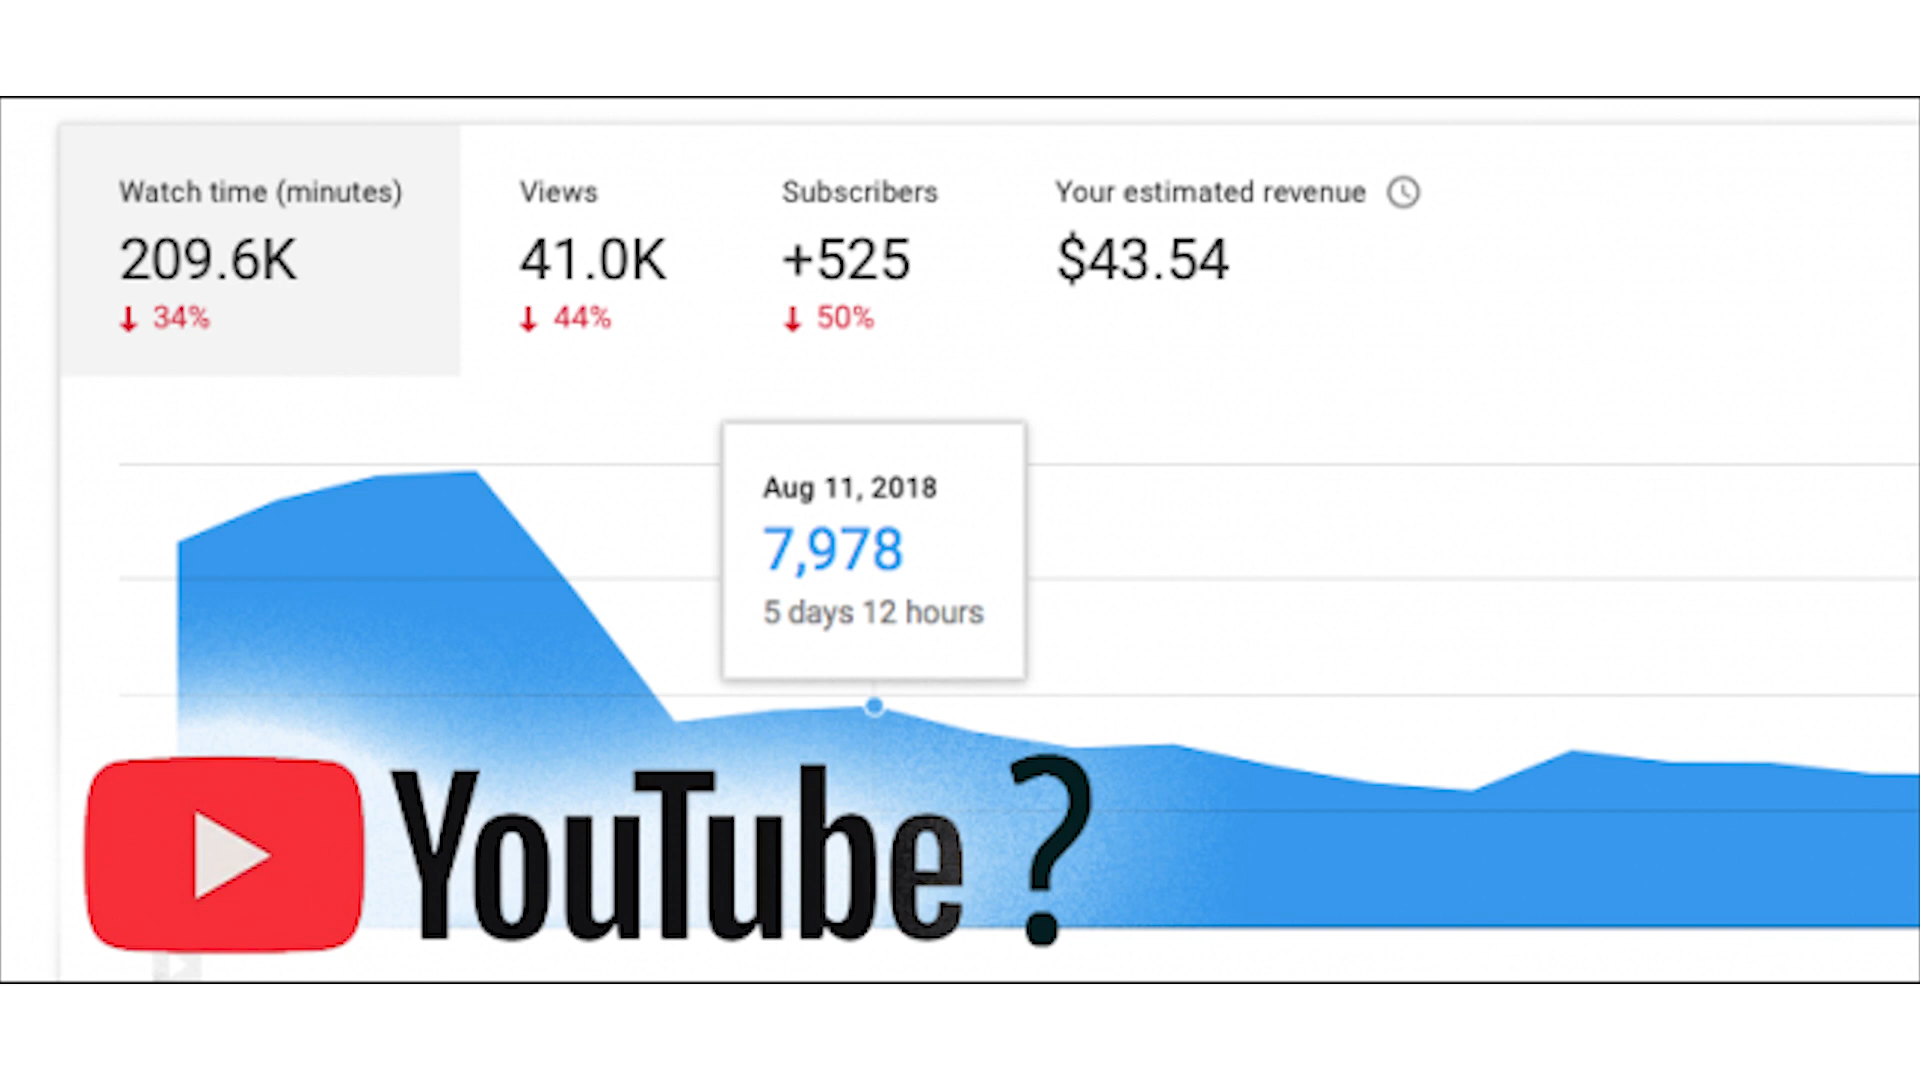 Watch time (minutes)
209.6K
↓ 34%
Views
41.0K
↓ 44%
Subscribers
+525
↓ 50%
Your estimated revenue
$43.54
Aug 11, 2018
7,978
5 days 12 hours
YouTube ?